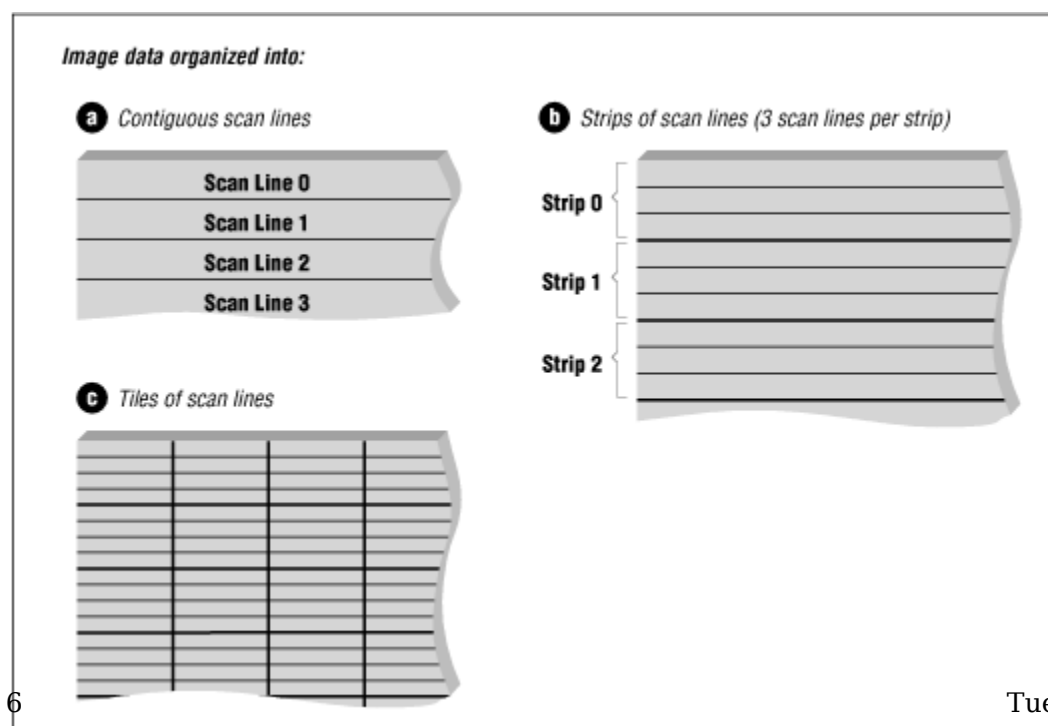 Image data organized into:
a Contiguous scan lines
Scan Line 0
Scan Line 1
Scan Line 2
Scan Line 3
b Strips of scan lines (3 scan lines per strip)
Strip 0
Strip 1
Strip 2
c Tiles of scan lines
6
Tue